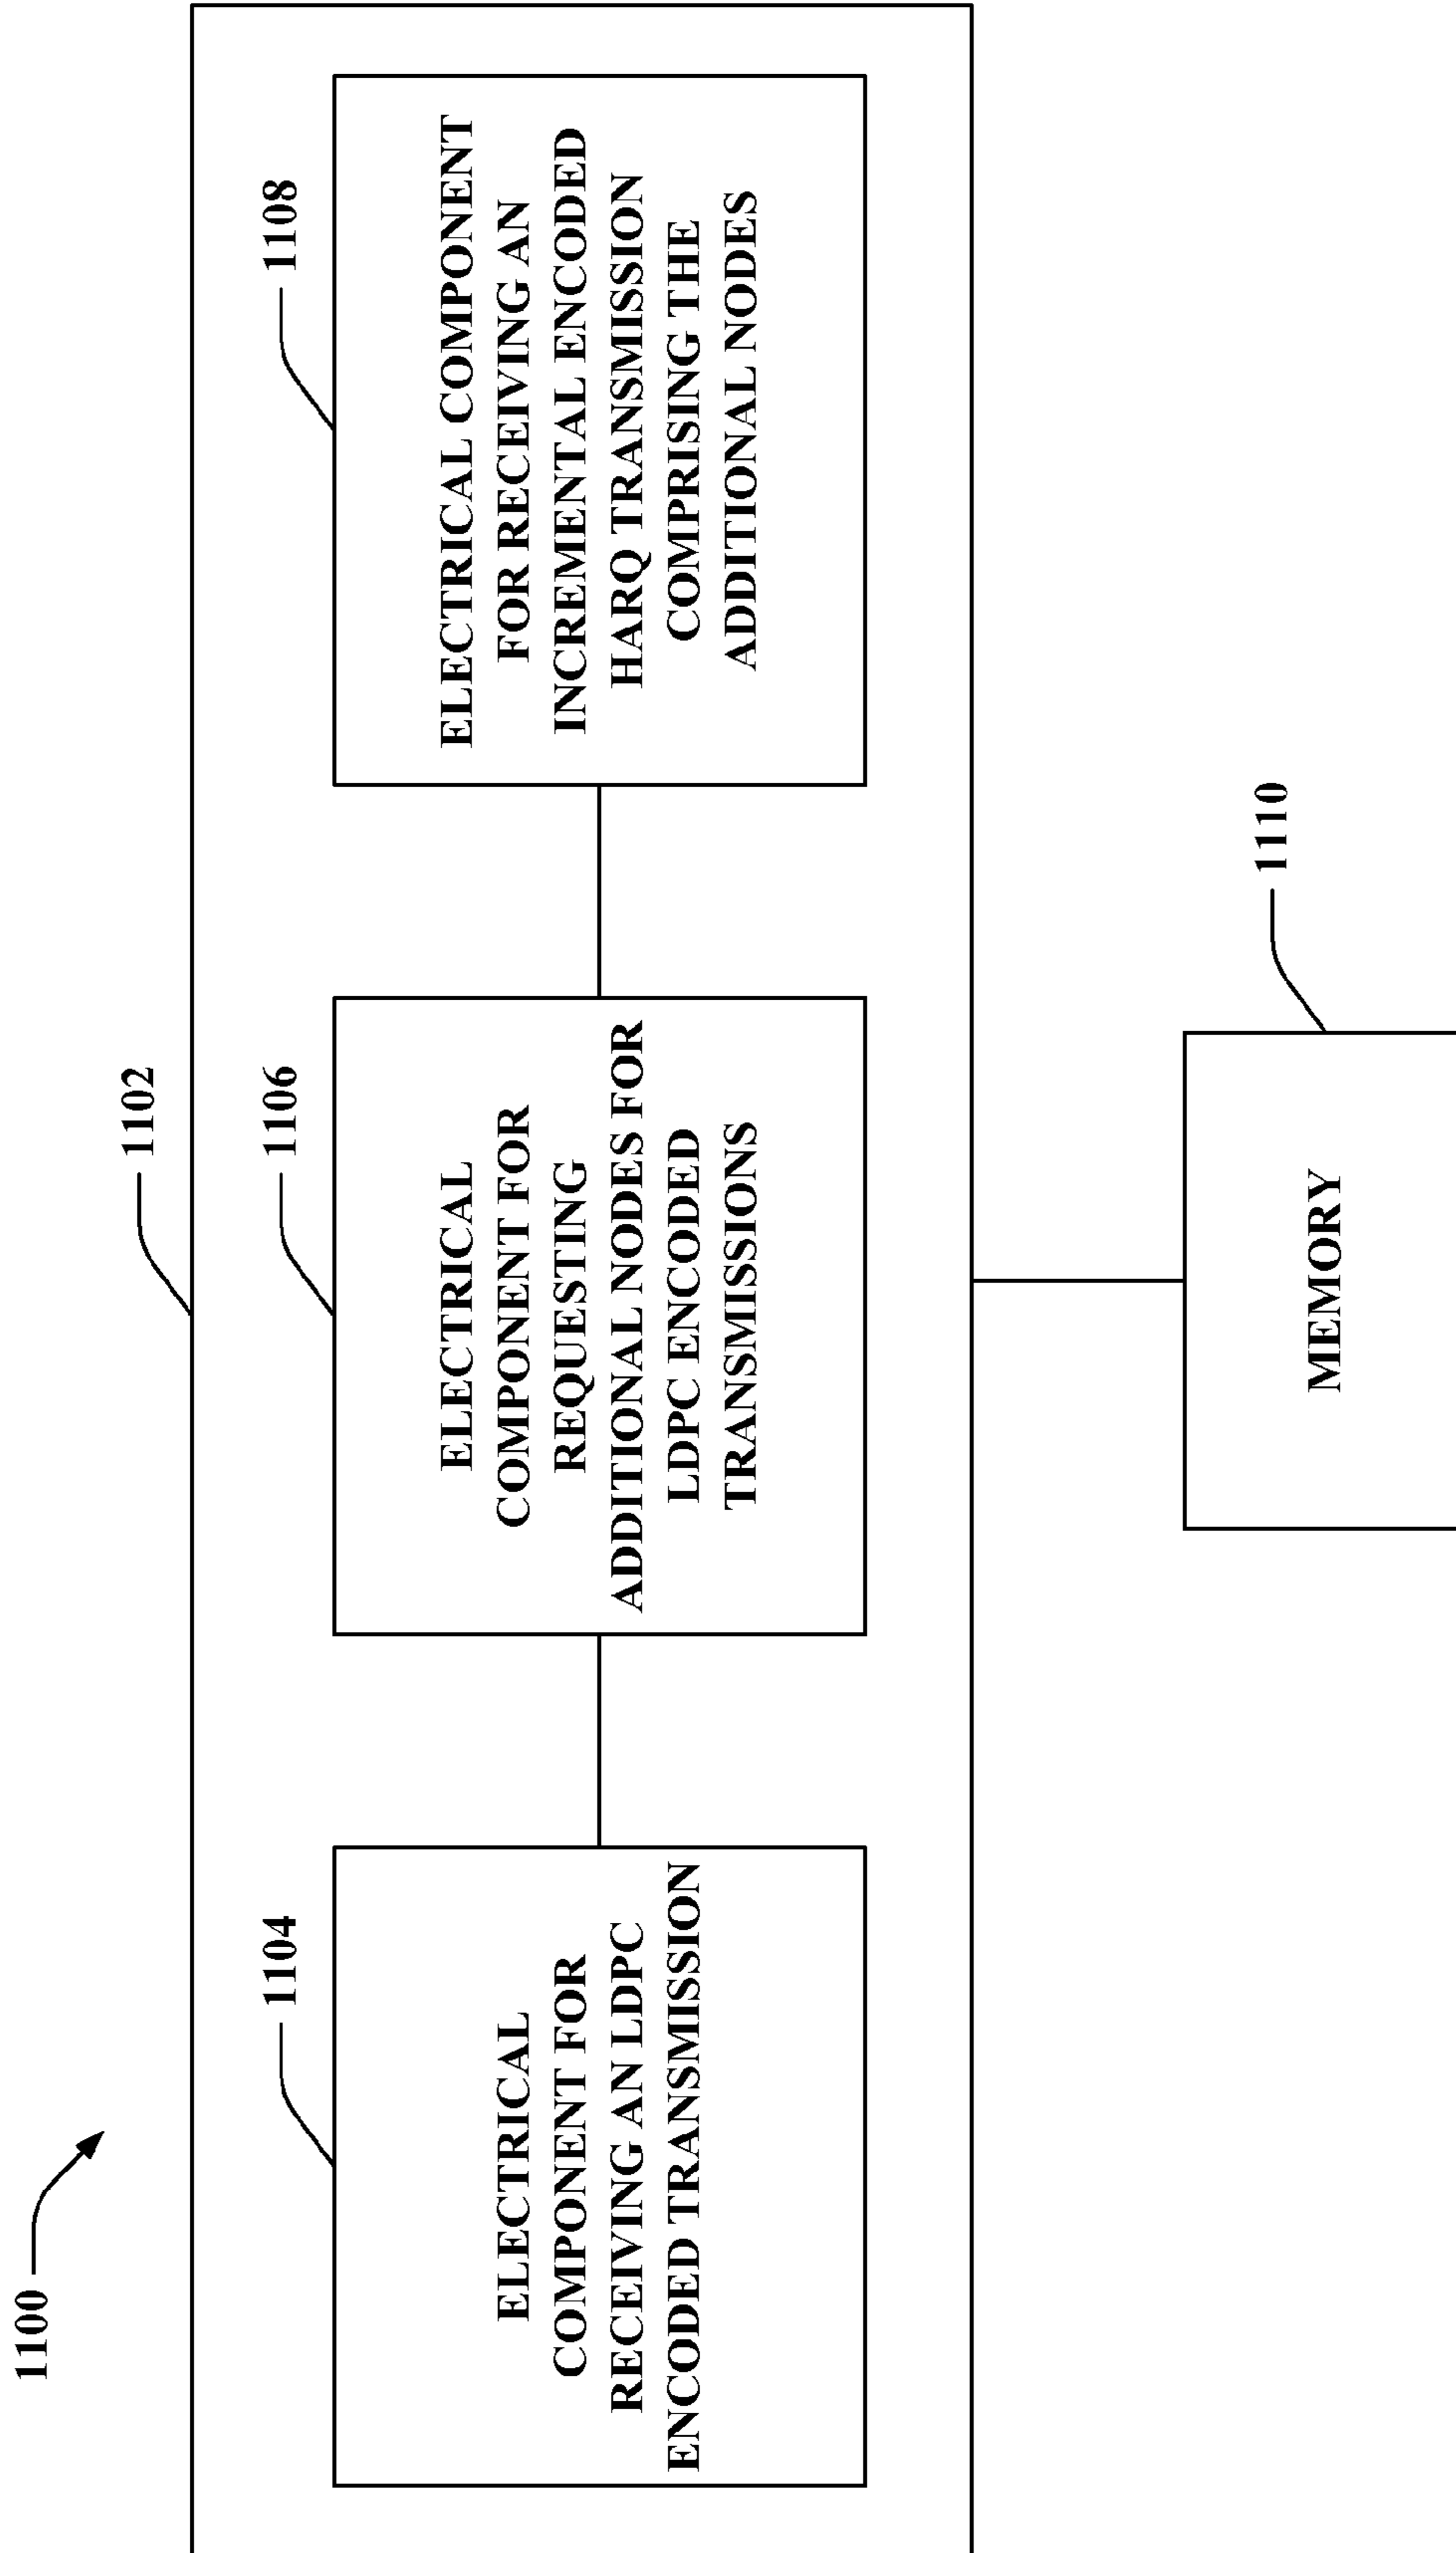 1100
1102
1104
ELECTRICAL
COMPONENT FOR
RECEIVING AN LDPC
ENCODED TRANSMISSION
1106
ELECTRICAL
COMPONENT FOR
REQUESTING
ADDITIONAL NODES FOR
LDPC ENCODED
TRANSMISSIONS
1108
ELECTRICAL COMPONENT
FOR RECEIVING AN
INCREMENTAL ENCODED
HARQ TRANSMISSION
COMPRISING THE
ADDITIONAL NODES
1110
MEMORY